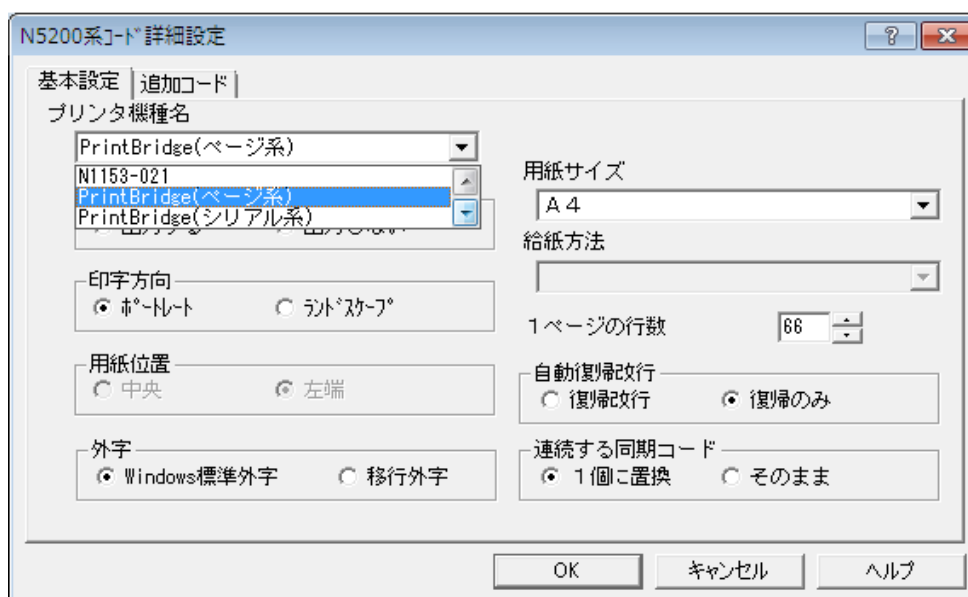 N5200系ｺｰﾄﾞ詳細設定
基本設定
追加コード
プリンタ機種名
PrintBridge(ページ系)
N1153-021
PrintBridge(ページ系)
PrintBridge(シリアル系)
用紙サイズ
Ａ４
給紙方法
印字方向
ﾎﾟｰﾄﾚｰﾄ
ﾗﾝﾄﾞｽｹｰﾌﾟ
１ページの行数
66
用紙位置
中央
左端
自動復帰改行
復帰改行
復帰のみ
外字
Windows標準外字
移行外字
連続する同期コード
１個に置換
そのまま
OK
キャンセル
ヘルプ